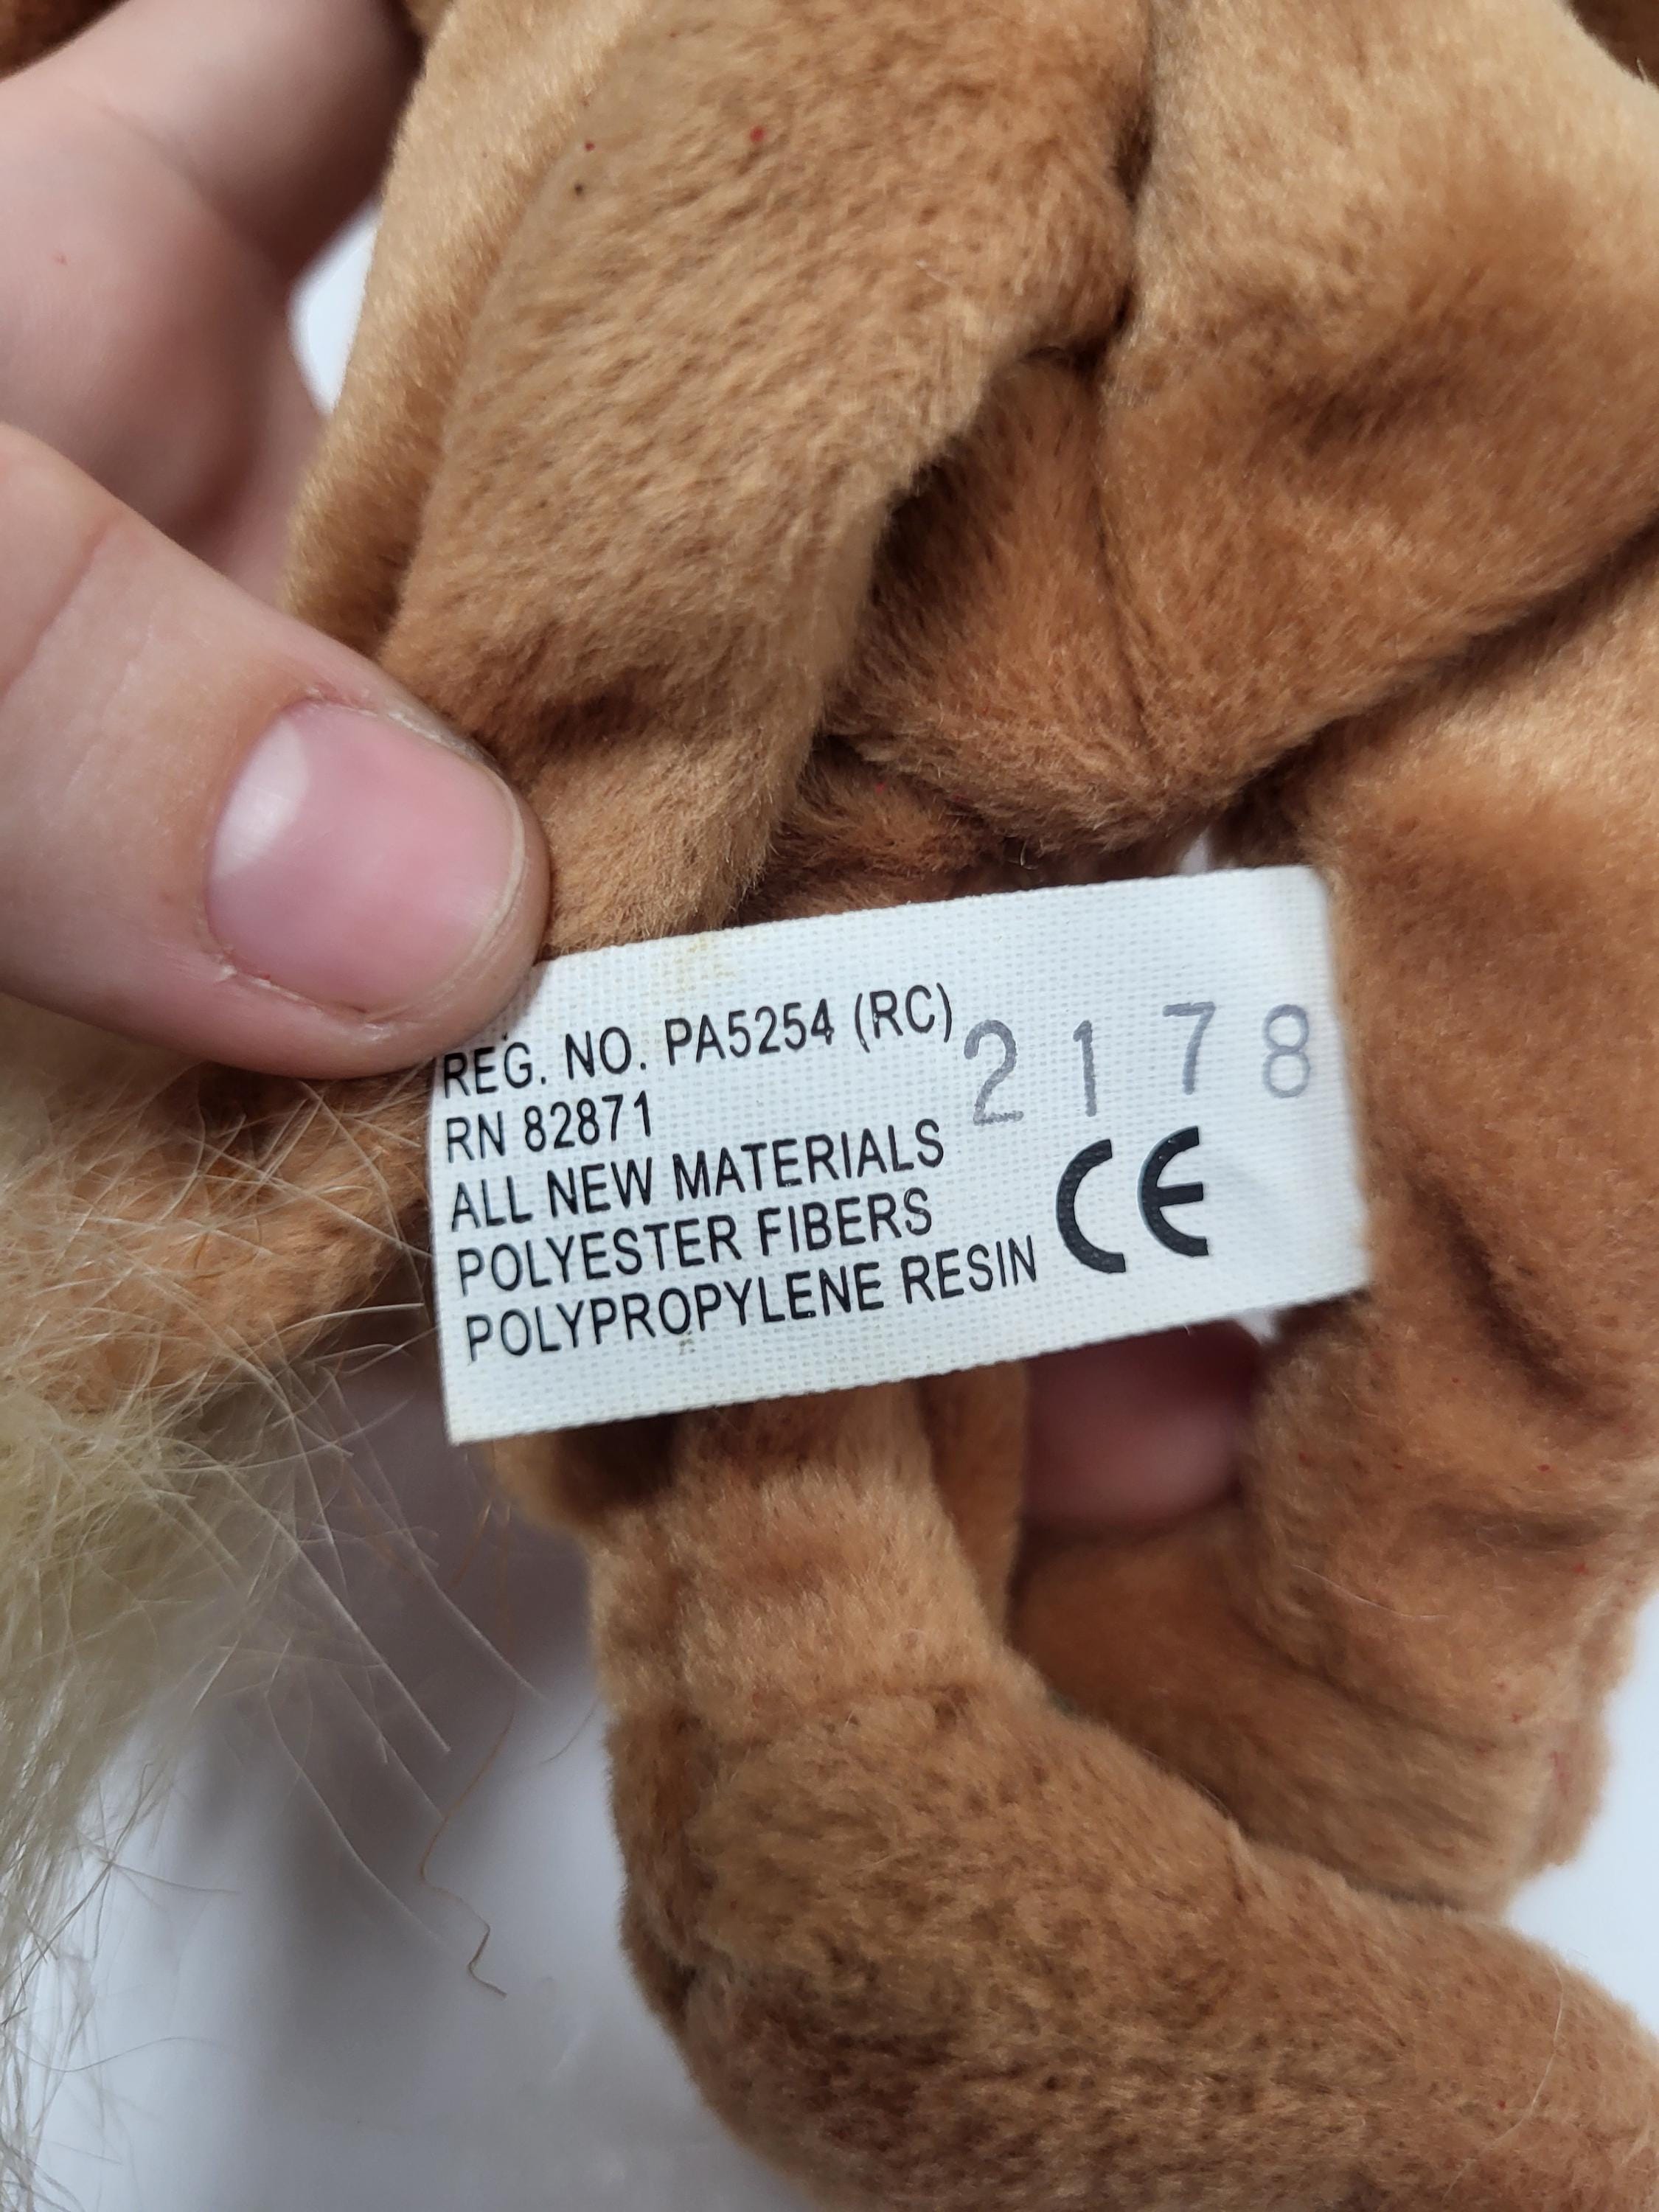 REG. NO. PA5254 (RC)
2178
RN 82871
ALL NEW MATERIALS
POLYESTER FIBERS
POLYPROPYLENE RESIN
CE